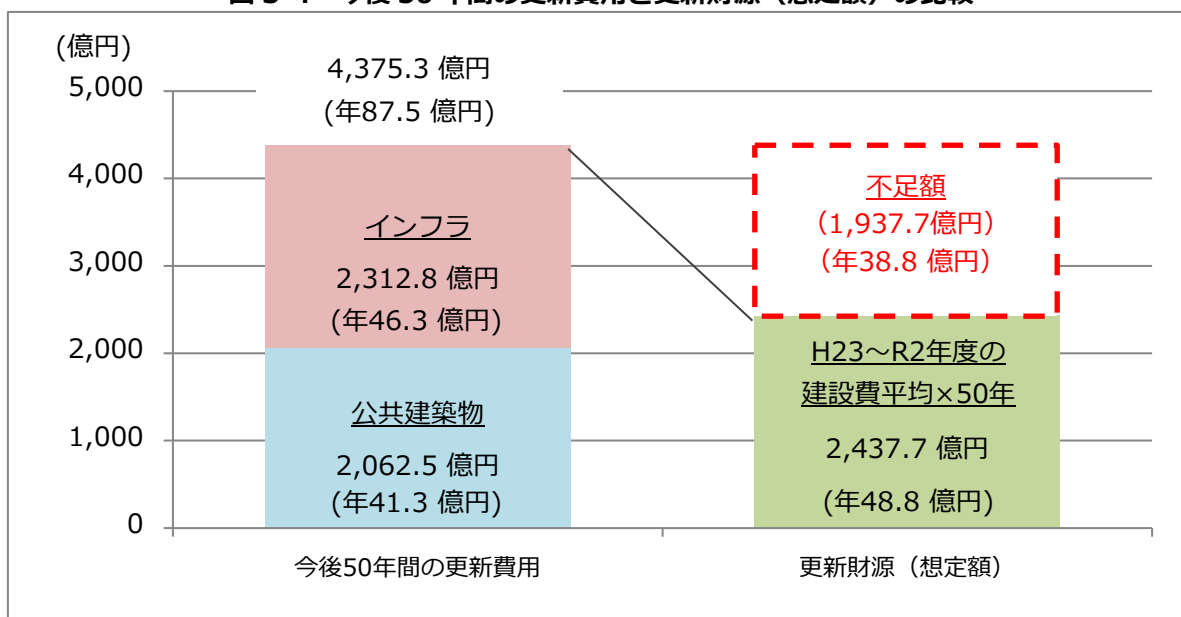 (億円)
4,375.3 億円
(年87.5 億円)
5,000
4,000
3,000
2,000
1,000
0
インフラ
2,312.8 億円
(年46.3 億円)
公共建築物
2,062.5 億円
(年41.3 億円)
不足額
（1,937.7億円）
（年38.8 億円）
H23～R2年度の
建設費平均×50年
2,437.7 億円
(年48.8 億円)
今後50年間の更新費用
更新財源（想定額）